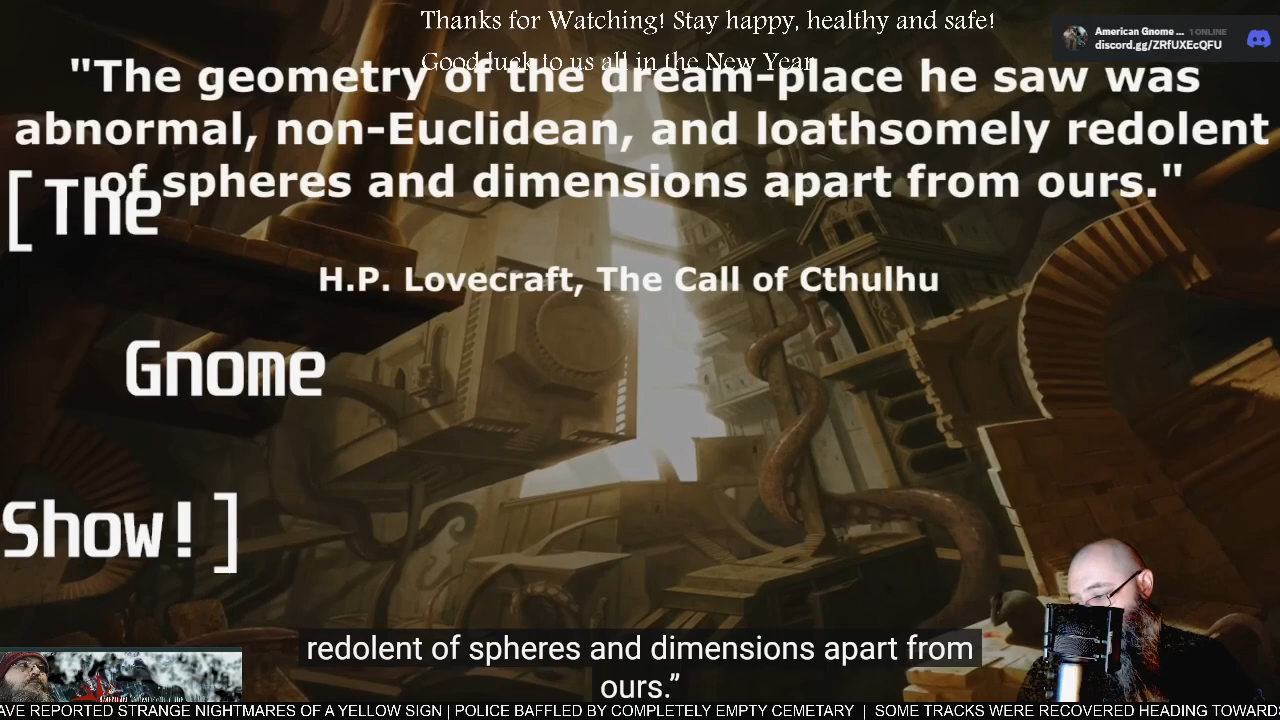 Thanks for Watching! Stay happy, healthy and safe!
Good luck to us all in the New Year
American Gnome ... 1 ONLINE
discord.gg/ZRfUXEcQFU
"The geometry of the dream-place he saw was
abnormal, non-Euclidean, and loathsomely redolent
of spheres and dimensions apart from ours."
[The
H.P. Lovecraft, The Call of Cthulhu
Gnome
Show!]
redolent of spheres and dimensions apart from
ours.”
AVE REPORTED STRANGE NIGHTMARES OF A YELLOW SIGN | POLICE BAFFLED BY COMPLETELY EMPTY CEMETARY | SOME TRACKS WERE RECOVERED HEADING TOWARDS